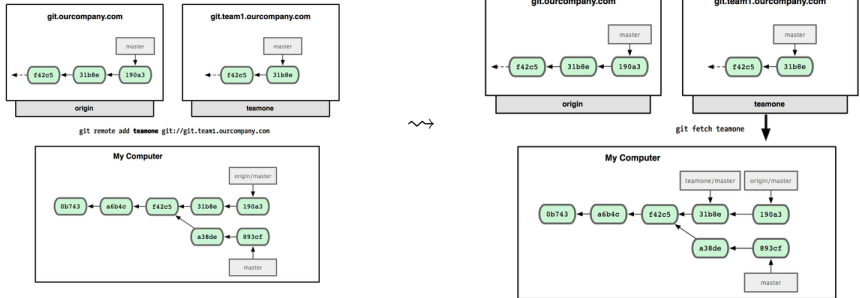 git.ourcompany.com
git.team1.ourcompany.com
master
master
f42c5
31b8e
190a3
f42c5
31b8e
origin
teamone
git remote add teamone git://git.team1.ourcompany.com
My Computer
origin/master
0b743
a6b4c
f42c5
31b8e
190a3
a38de
893cf
master
git.ourcompany.com
git.team1.ourcompany.com
master
master
f42c5
31b8e
190a3
f42c5
31b8e
origin
teamone
git fetch teamone
My Computer
teamone/master
origin/master
0b743
a6b4c
f42c5
31b8e
190a3
a38de
893cf
master